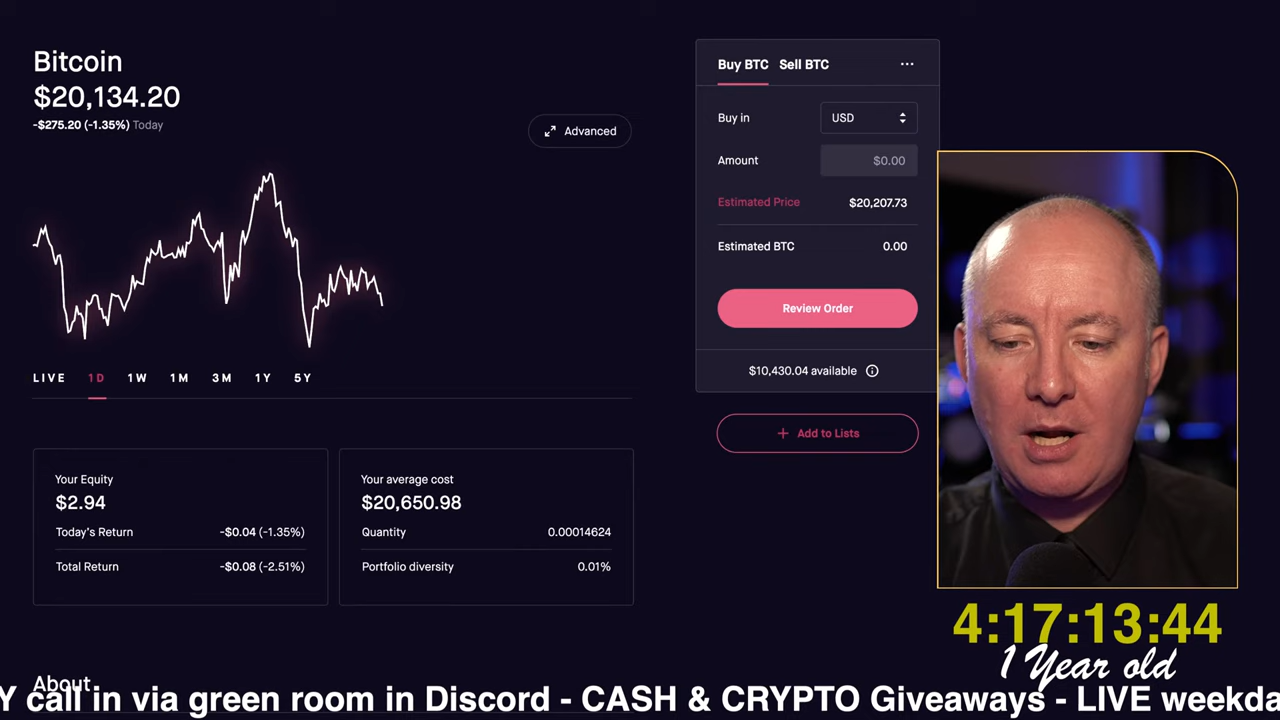 Bitcoin
$20,134.20
-$275.20 (-1.35%) Today
Advanced
LIVE 1D 1W 1M 3M 1Y 5Y
Your Equity
$2.94
Today's Return -$0.04 (-1.35%)
Total Return -$0.08 (-2.51%)
Your average cost
$20,650.98
Quantity 0.00014624
Portfolio diversity 0.01%
Buy BTC Sell BTC
Buy in USD
Amount $0.00
Estimated Price $20,207.73
Estimated BTC 0.00
Review Order
$10,430.04 available
+ Add to Lists
4:17:13:44
1 Year old
About
Y call in via green room in Discord - CASH & CRYPTO Giveaways - LIVE weekda